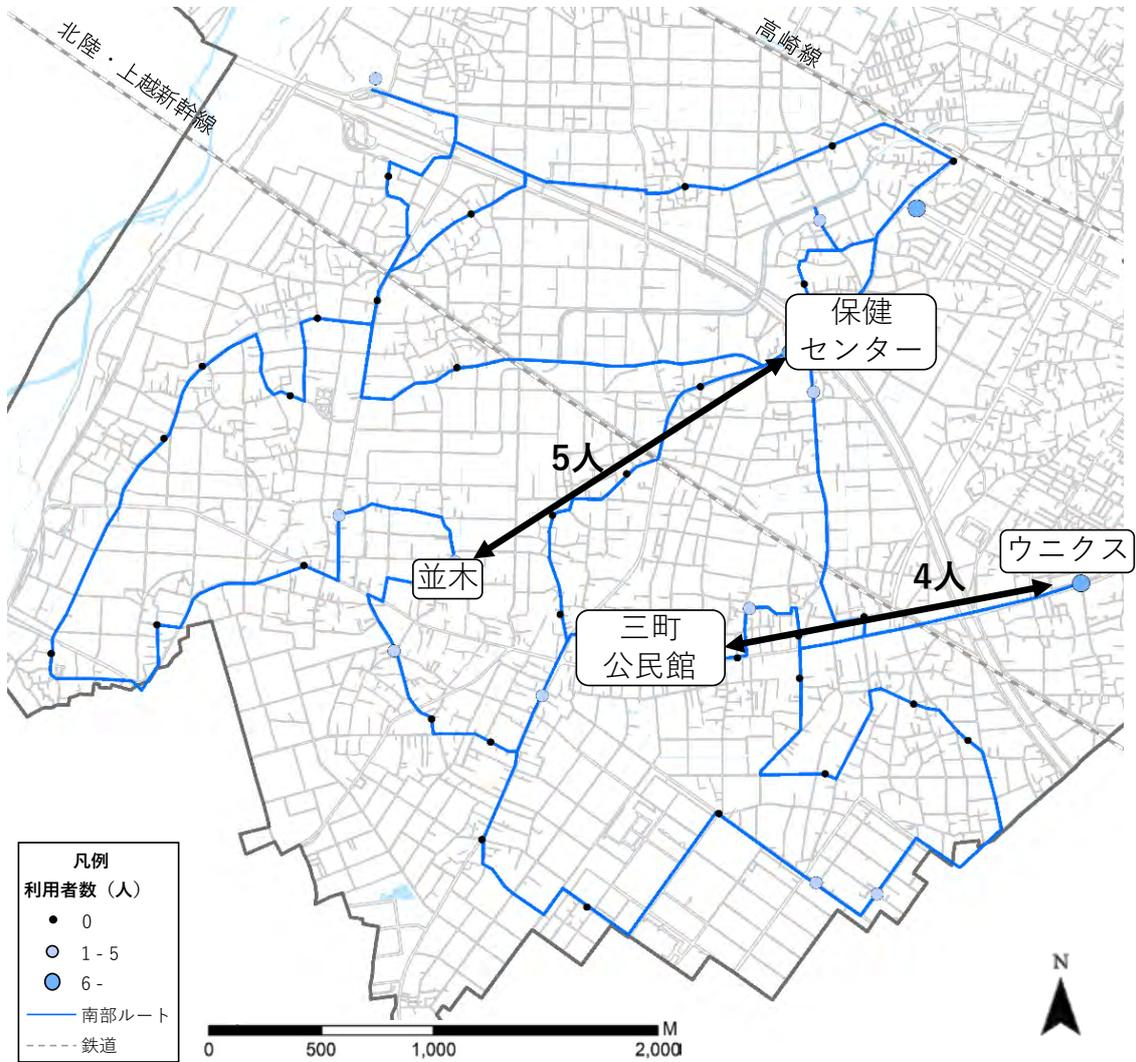 高崎線
北陸・上越新幹線
保健
センター
5人
ウニクス
並木
4人
三町
公民館
凡例
利用者数（人）
0
1 - 5
6 -
南部ルート
鉄道
N
M
0 500 1,000 2,000